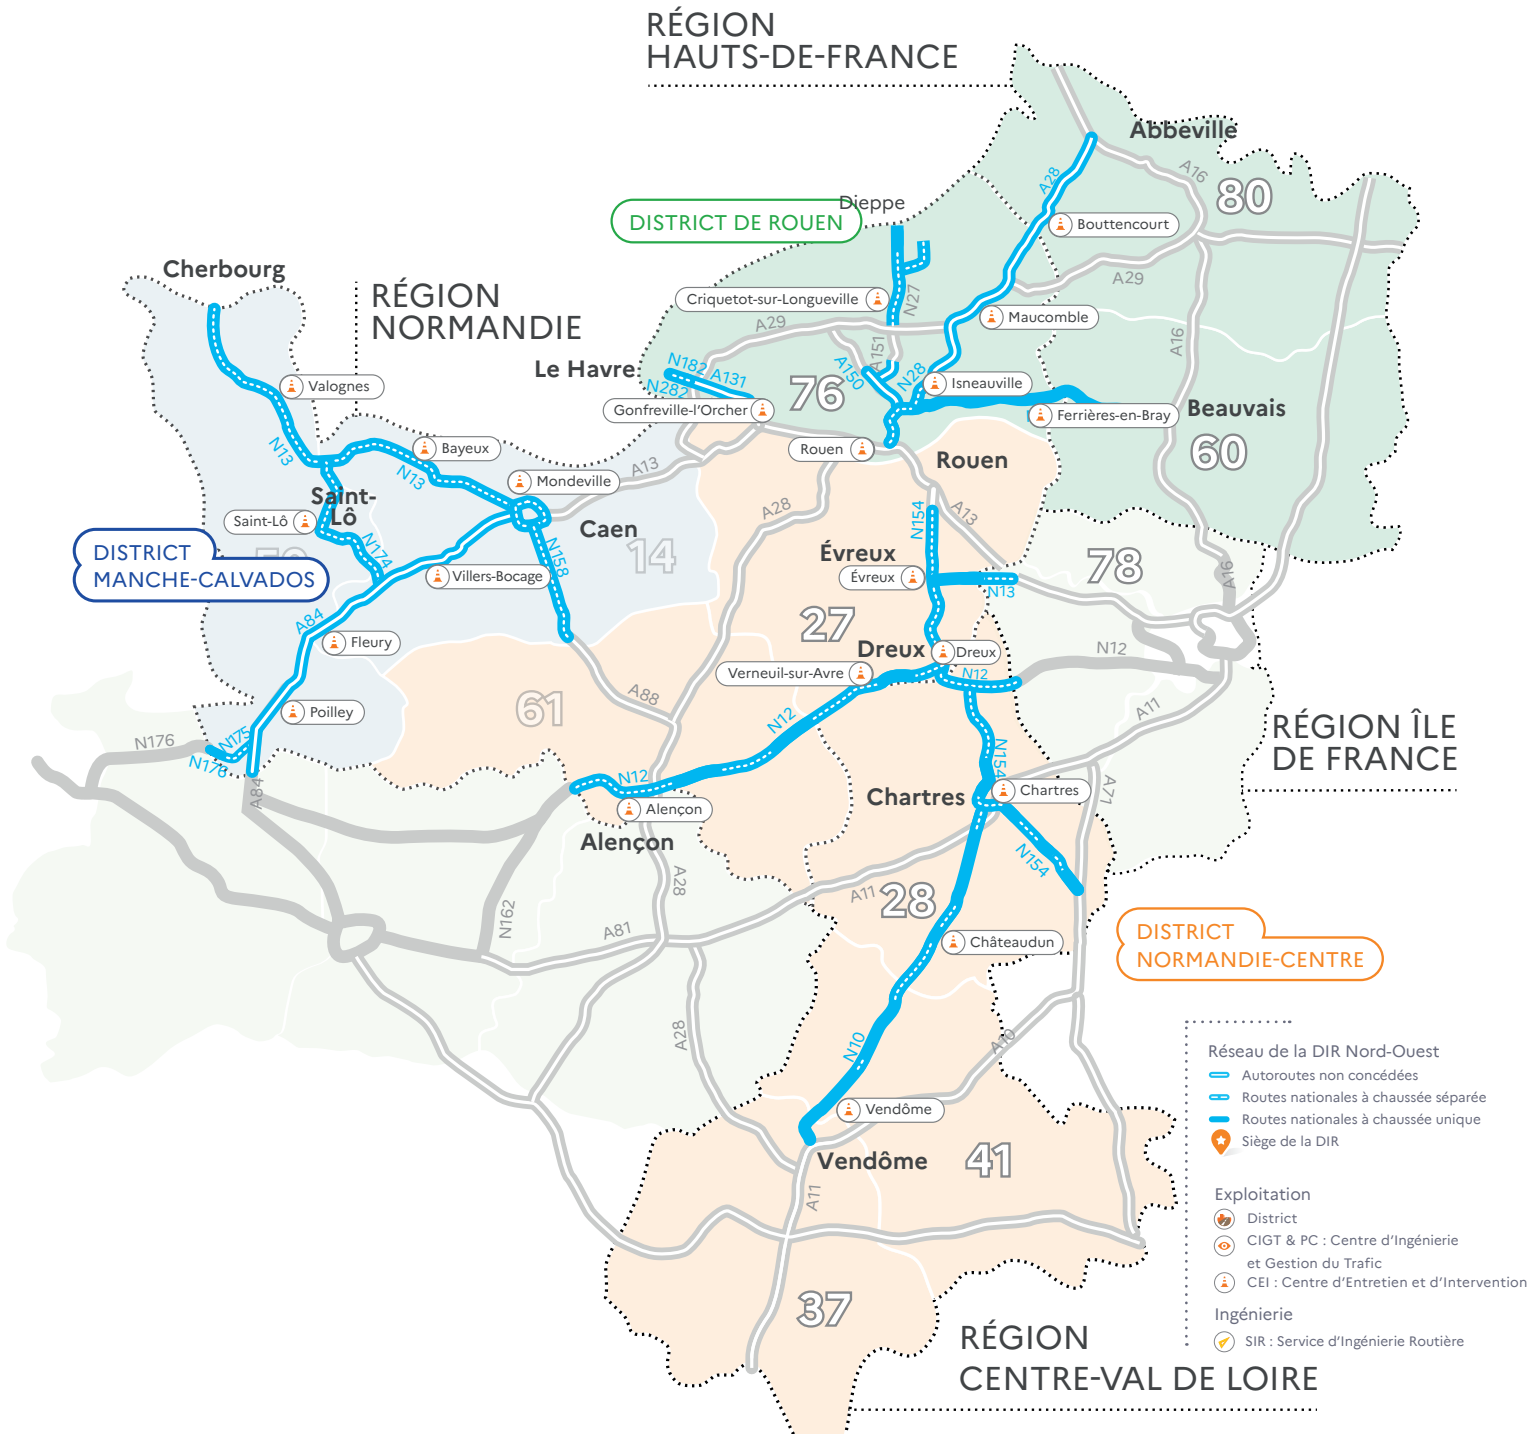 RÉGION
HAUTS-DE-FRANCE
Abbeville
A16
80
A28
Dieppe
DISTRICT DE ROUEN
Bouttencourt
Cherbourg
A29
RÉGION
NORMANDIE
Criquetot-sur-Longueville
N27
Maucomble
A29
A16
A151
Le Havre
N182 A131
N282
A150
N28
Isneauville
Valognes
76
Gonfreville-l'Orcher
Ferrières-en-Bray
Beauvais
60
N13
Bayeux
N13
Rouen
Rouen
A13
Mondeville
Saint-
Lô
Saint-Lô
Caen
A28
N154
A13
DISTRICT
MANCHE-CALVADOS
N174
14
N158
Villers-Bocage
Évreux
Évreux
N13
78
A16
A84
Fleury
27
Dreux
Dreux
N12
Verneuil-sur-Avre
N12
A88
61
N12
Poilley
N175
N176
N176
A84
A11
RÉGION ÎLE
DE FRANCE
N154
N12
Alençon
Alençon
Chartres
Chartres
A71
N154
A28
A11
28
N162
A81
Châteaudun
DISTRICT
NORMANDIE-CENTRE
A28
N10
A10
Vendôme
Vendôme
41
A11
37
Réseau de la DIR Nord-Ouest
Autoroutes non concédées
Routes nationales à chaussée séparée
Routes nationales à chaussée unique
Siège de la DIR
Exploitation
District
CIGT & PC : Centre d'Ingénierie
et Gestion du Trafic
CEI : Centre d'Entretien et d'Intervention
Ingénierie
SIR : Service d'Ingénierie Routière
RÉGION
CENTRE-VAL DE LOIRE